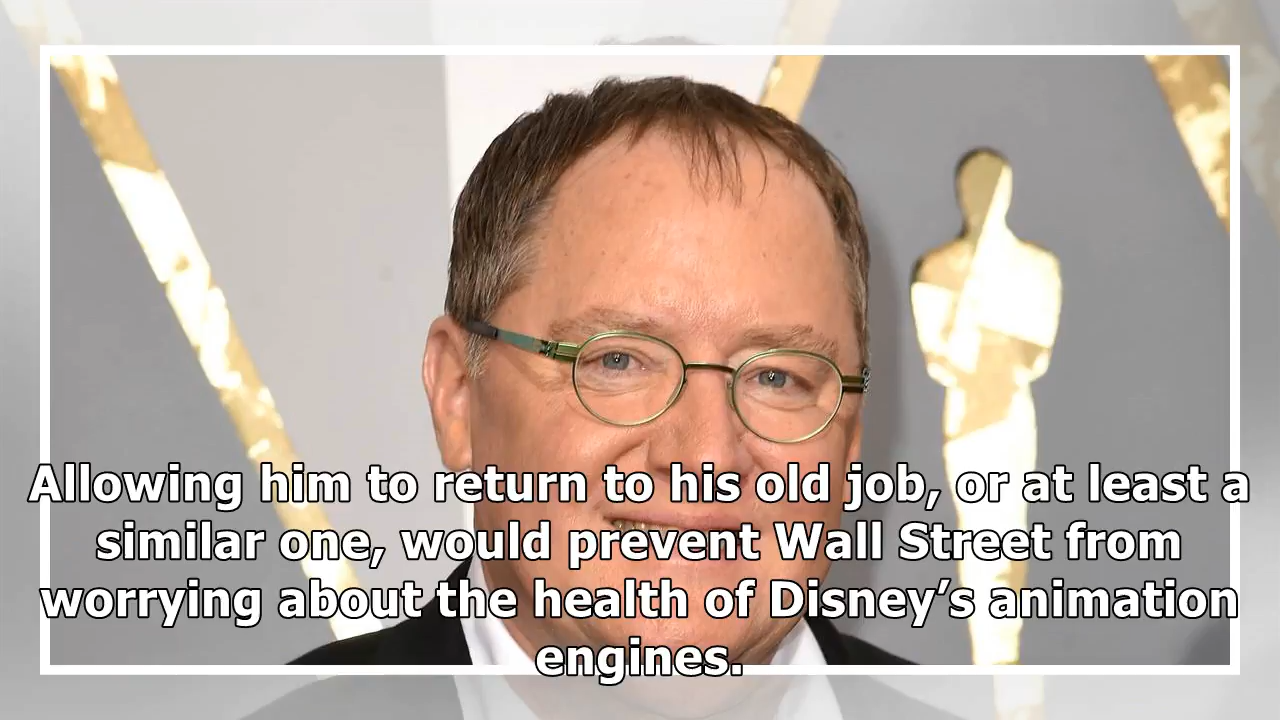 Allowing him to return to his old job, or at least a
similar one, would prevent Wall Street from
worrying about the health of Disney’s animation
engines.